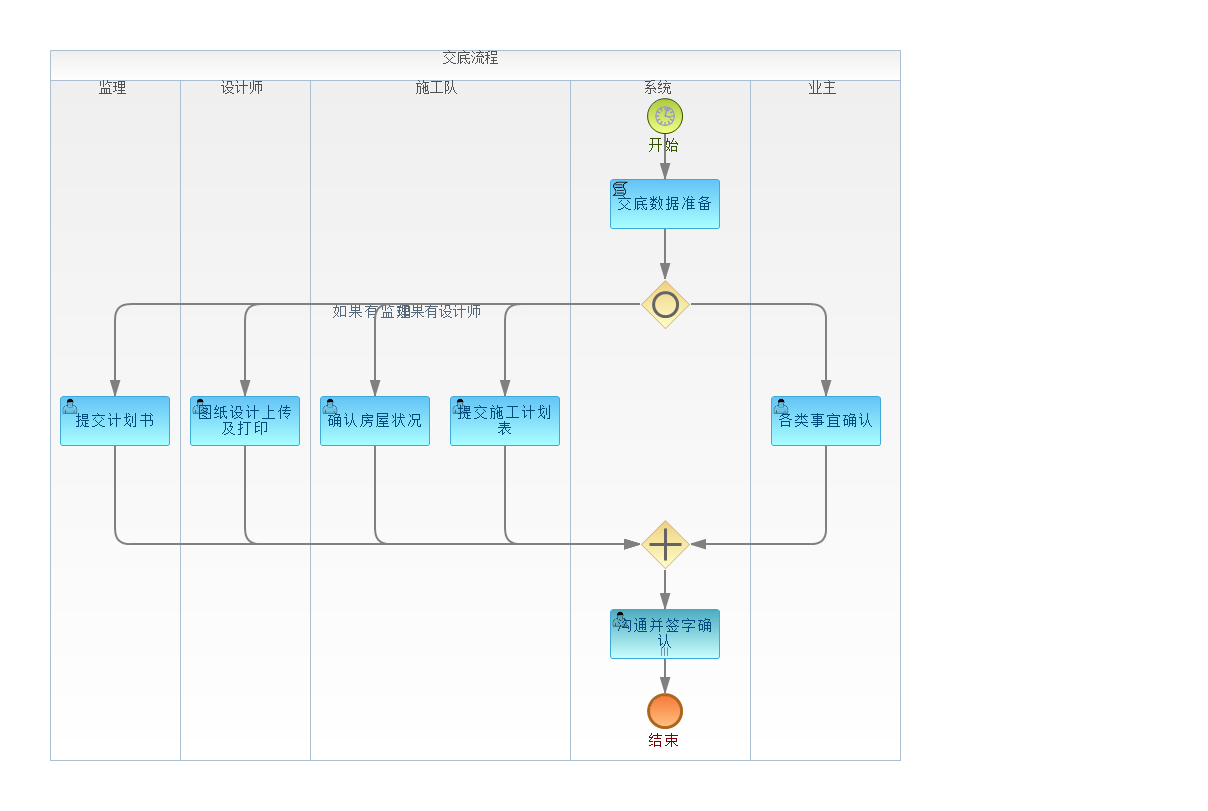 交底流程
监理
设计师
施工队
系统
业主
开始
交底数据准备
如果有监理
如果有设计师
提交计划书
图纸设计上传
及打印
确认房屋状况
提交施工计划
表
各类事宜确认
沟通并签字确
认
结束